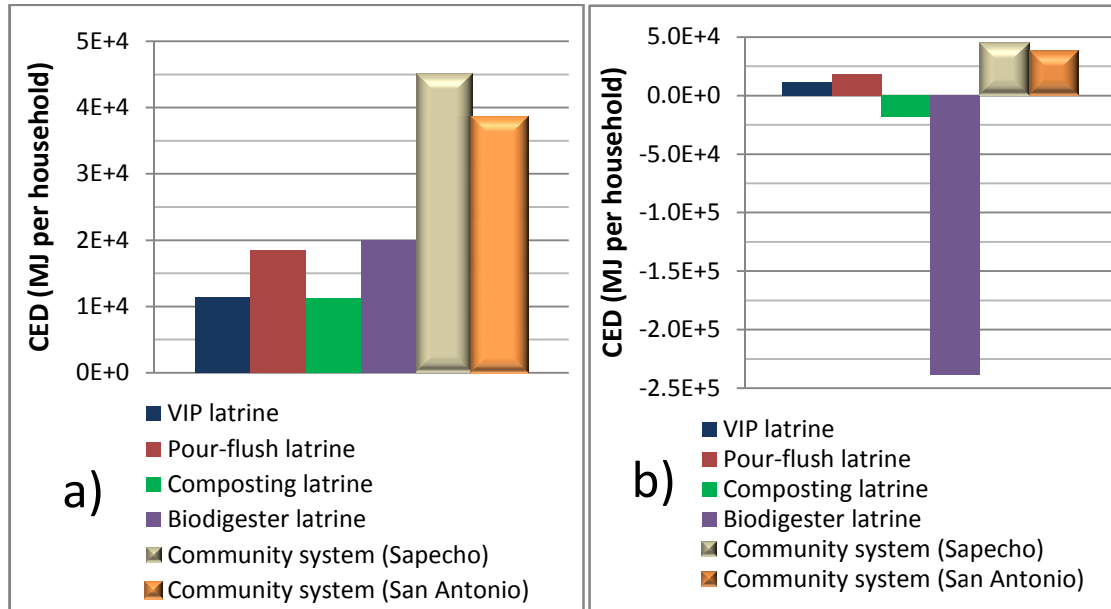 CED (MJ per household)
5E+4
4E+4
3E+4
2E+4
1E+4
0E+0
VIP latrine
Pour-flush latrine
Composting latrine
Biodigester latrine
Community system (Sapecho)
Community system (San Antonio)
a)
CED (MJ per household)
5.0E+4
0.0E+0
-5.0E+4
-1.0E+5
-1.5E+5
-2.0E+5
-2.5E+5
VIP latrine
Pour-flush latrine
Composting latrine
Biodigester latrine
Community system (Sapecho)
Community system (San Antonio)
b)